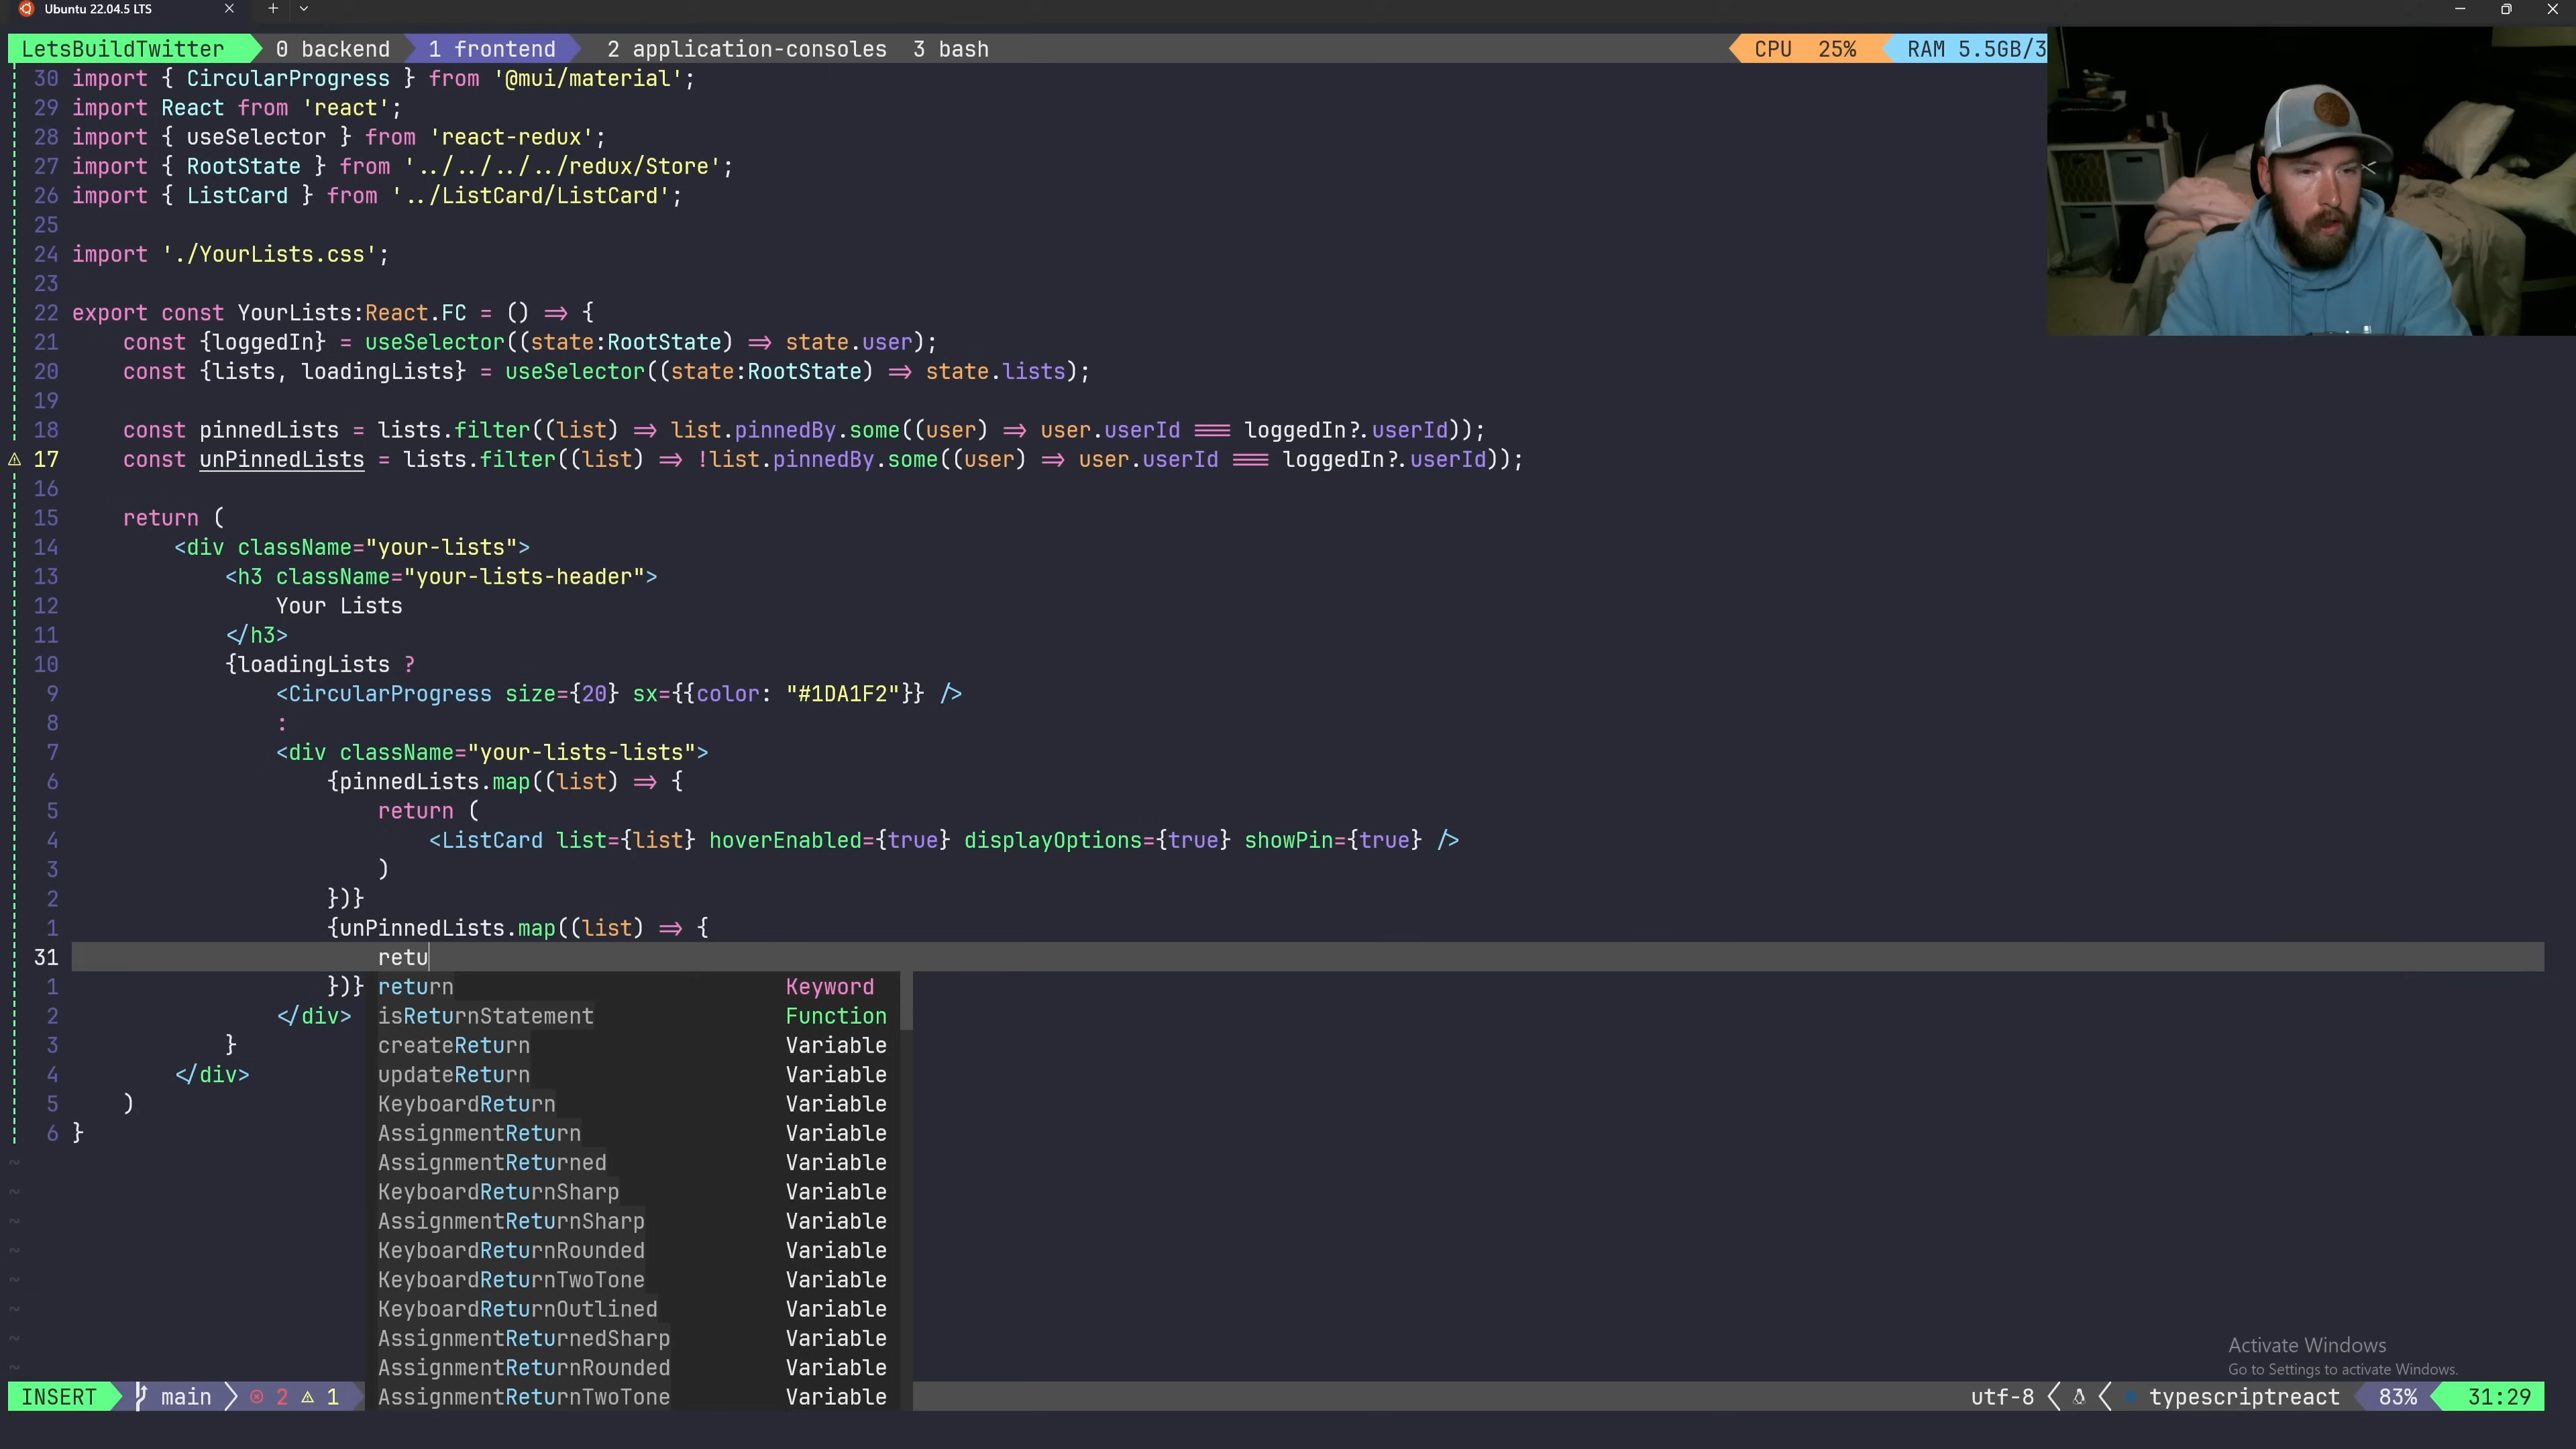 Ubuntu 22.04.5 LTS
LetsBuildTwitter 0 backend 1 frontend 2 application-consoles 3 bash CPU 25% RAM 5.5GB/3
30 import { CircularProgress } from '@mui/material';
29 import React from 'react';
28 import { useSelector } from 'react-redux';
27 import { RootState } from '../../../../redux/Store';
26 import { ListCard } from '../ListCard/ListCard';
25
24 import './YourLists.css';
23
22 export const YourLists:React.FC = () => {
21 const {loggedIn} = useSelector((state:RootState) => state.user);
20 const {lists, loadingLists} = useSelector((state:RootState) => state.lists);
19
18 const pinnedLists = lists.filter((list) => list.pinnedBy.some((user) => user.userId === loggedIn?.userId));
17 const unPinnedLists = lists.filter((list) => !list.pinnedBy.some((user) => user.userId === loggedIn?.userId));
16
15 return (
14 <div className="your-lists">
13 <h3 className="your-lists-header">
12 Your Lists
11 </h3>
10 {loadingLists ?
9 <CircularProgress size={20} sx={{color: "#1DA1F2"}} />
8 :
7 <div className="your-lists-lists">
6 {pinnedLists.map((list) => {
5 return (
4 <ListCard list={list} hoverEnabled={true} displayOptions={true} showPin={true} />
3 )
2 })}
1 {unPinnedLists.map((list) => {
31 retu
1 })} return Keyword
2 </div> isReturnStatement Function
3 } createReturn Variable
4 </div> updateReturn Variable
5 ) KeyboardReturn Variable
6 } AssignmentReturn Variable
~ AssignmentReturned Variable
~ KeyboardReturnSharp Variable
~ AssignmentReturnSharp Variable
~ KeyboardReturnRounded Variable
~ KeyboardReturnTwoTone Variable
~ KeyboardReturnOutlined Variable
~ AssignmentReturnedSharp Variable
~ AssignmentReturnRounded Variable
AssignmentReturnTwoTone Variable
Activate Windows
Go to Settings to activate Windows.
INSERT main 2 1 utf-8 typescriptreact 83% 31:29